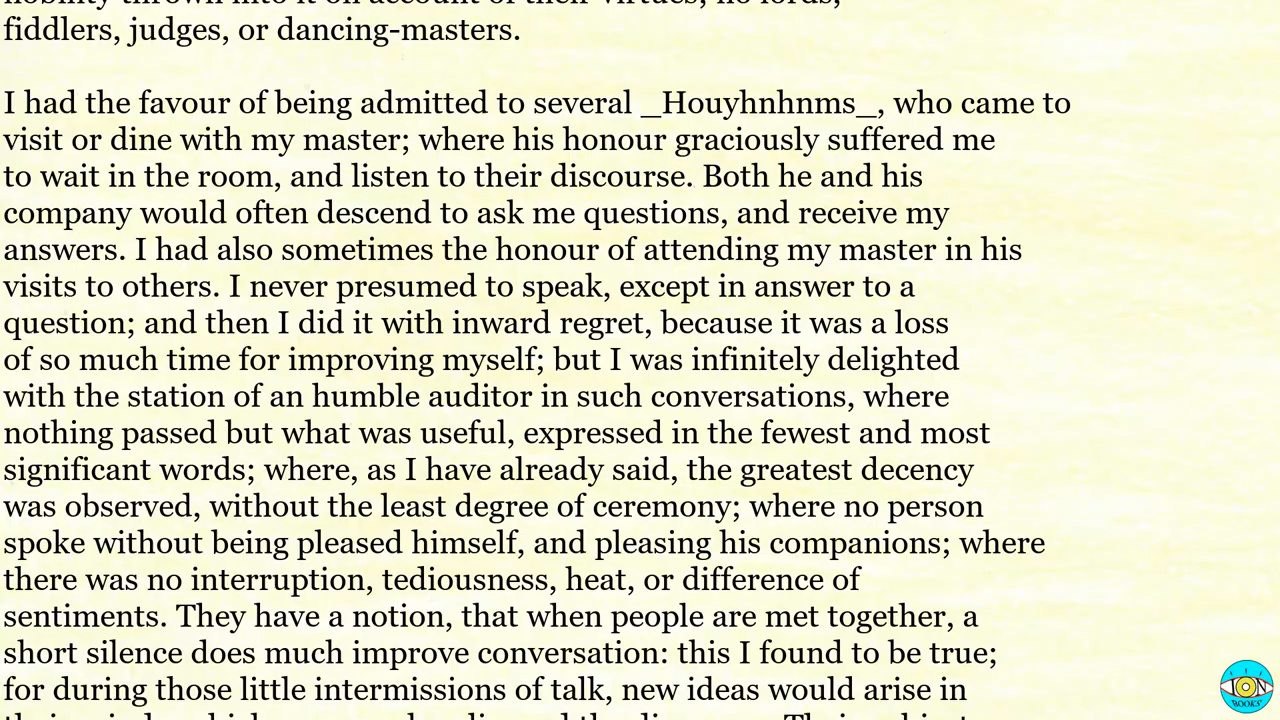 fiddlers, judges, or dancing-masters.
I had the favour of being admitted to several _Houyhnhnms_, who came to
visit or dine with my master; where his honour graciously suffered me
to wait in the room, and listen to their discourse. Both he and his
company would often descend to ask me questions, and receive my
answers. I had also sometimes the honour of attending my master in his
visits to others. I never presumed to speak, except in answer to a
question; and then I did it with inward regret, because it was a loss
of so much time for improving myself; but I was infinitely delighted
with the station of an humble auditor in such conversations, where
nothing passed but what was useful, expressed in the fewest and most
significant words; where, as I have already said, the greatest decency
was observed, without the least degree of ceremony; where no person
spoke without being pleased himself, and pleasing his companions; where
there was no interruption, tediousness, heat, or difference of
sentiments. They have a notion, that when people are met together, a
short silence does much improve conversation: this I found to be true;
for during those little intermissions of talk, new ideas would arise in
ION
BOOKS